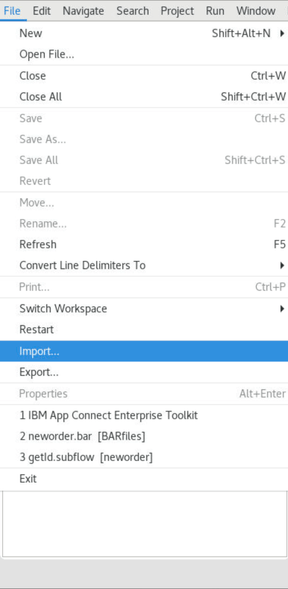 File Edit Navigate Search Project Run Window
New Shift+Alt+N
Open File...
Close Ctrl+W
Close All Shift+Ctrl+W
Save Ctrl+S
Save As...
Save All Shift+Ctrl+S
Revert
Move...
Rename... F2
Refresh F5
Convert Line Delimiters To
Print... Ctrl+P
Switch Workspace
Restart
Import...
Export...
Properties Alt+Enter
1 IBM App Connect Enterprise Toolkit
2 neworder.bar [BARfiles]
3 getId.subflow [neworder]
Exit